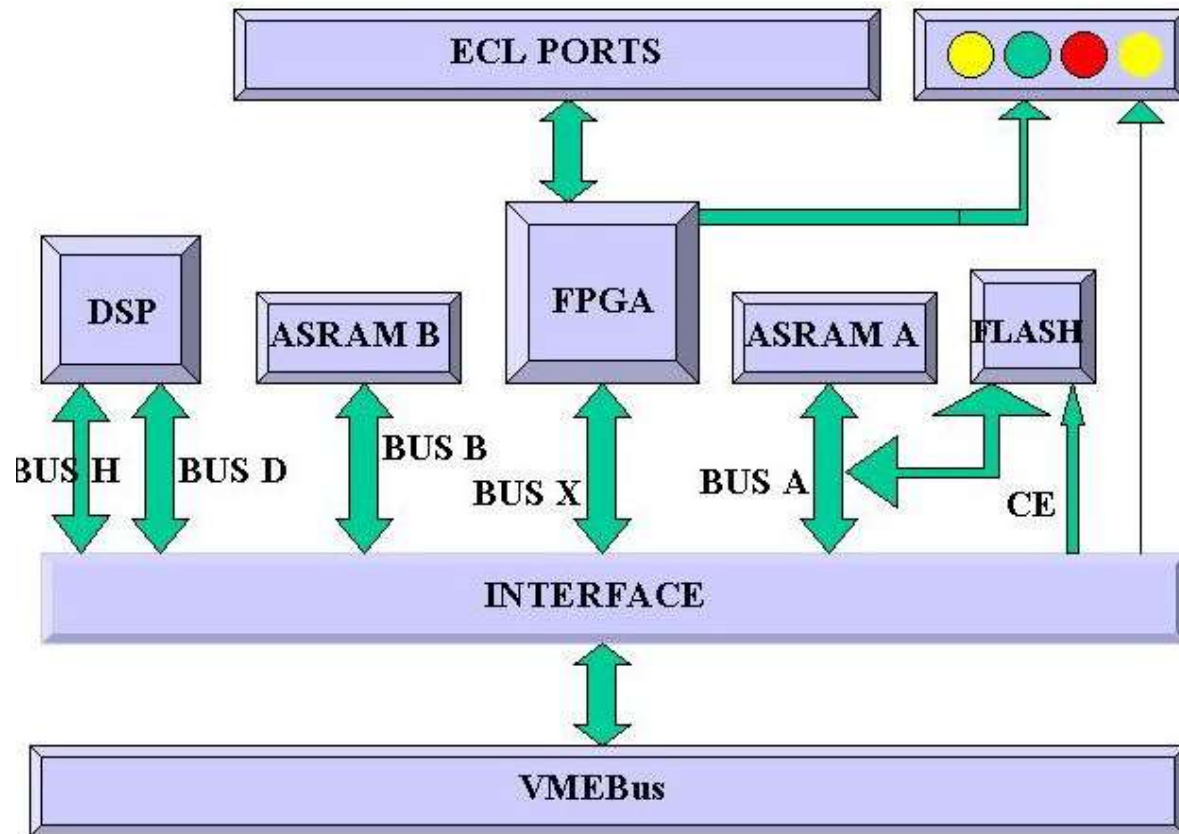 ECL PORTS
DSP
ASRAM B
FPGA
ASRAM A
FLASH
BUS H
BUS D
BUS B
BUS X
BUS A
CE
INTERFACE
VMEBus